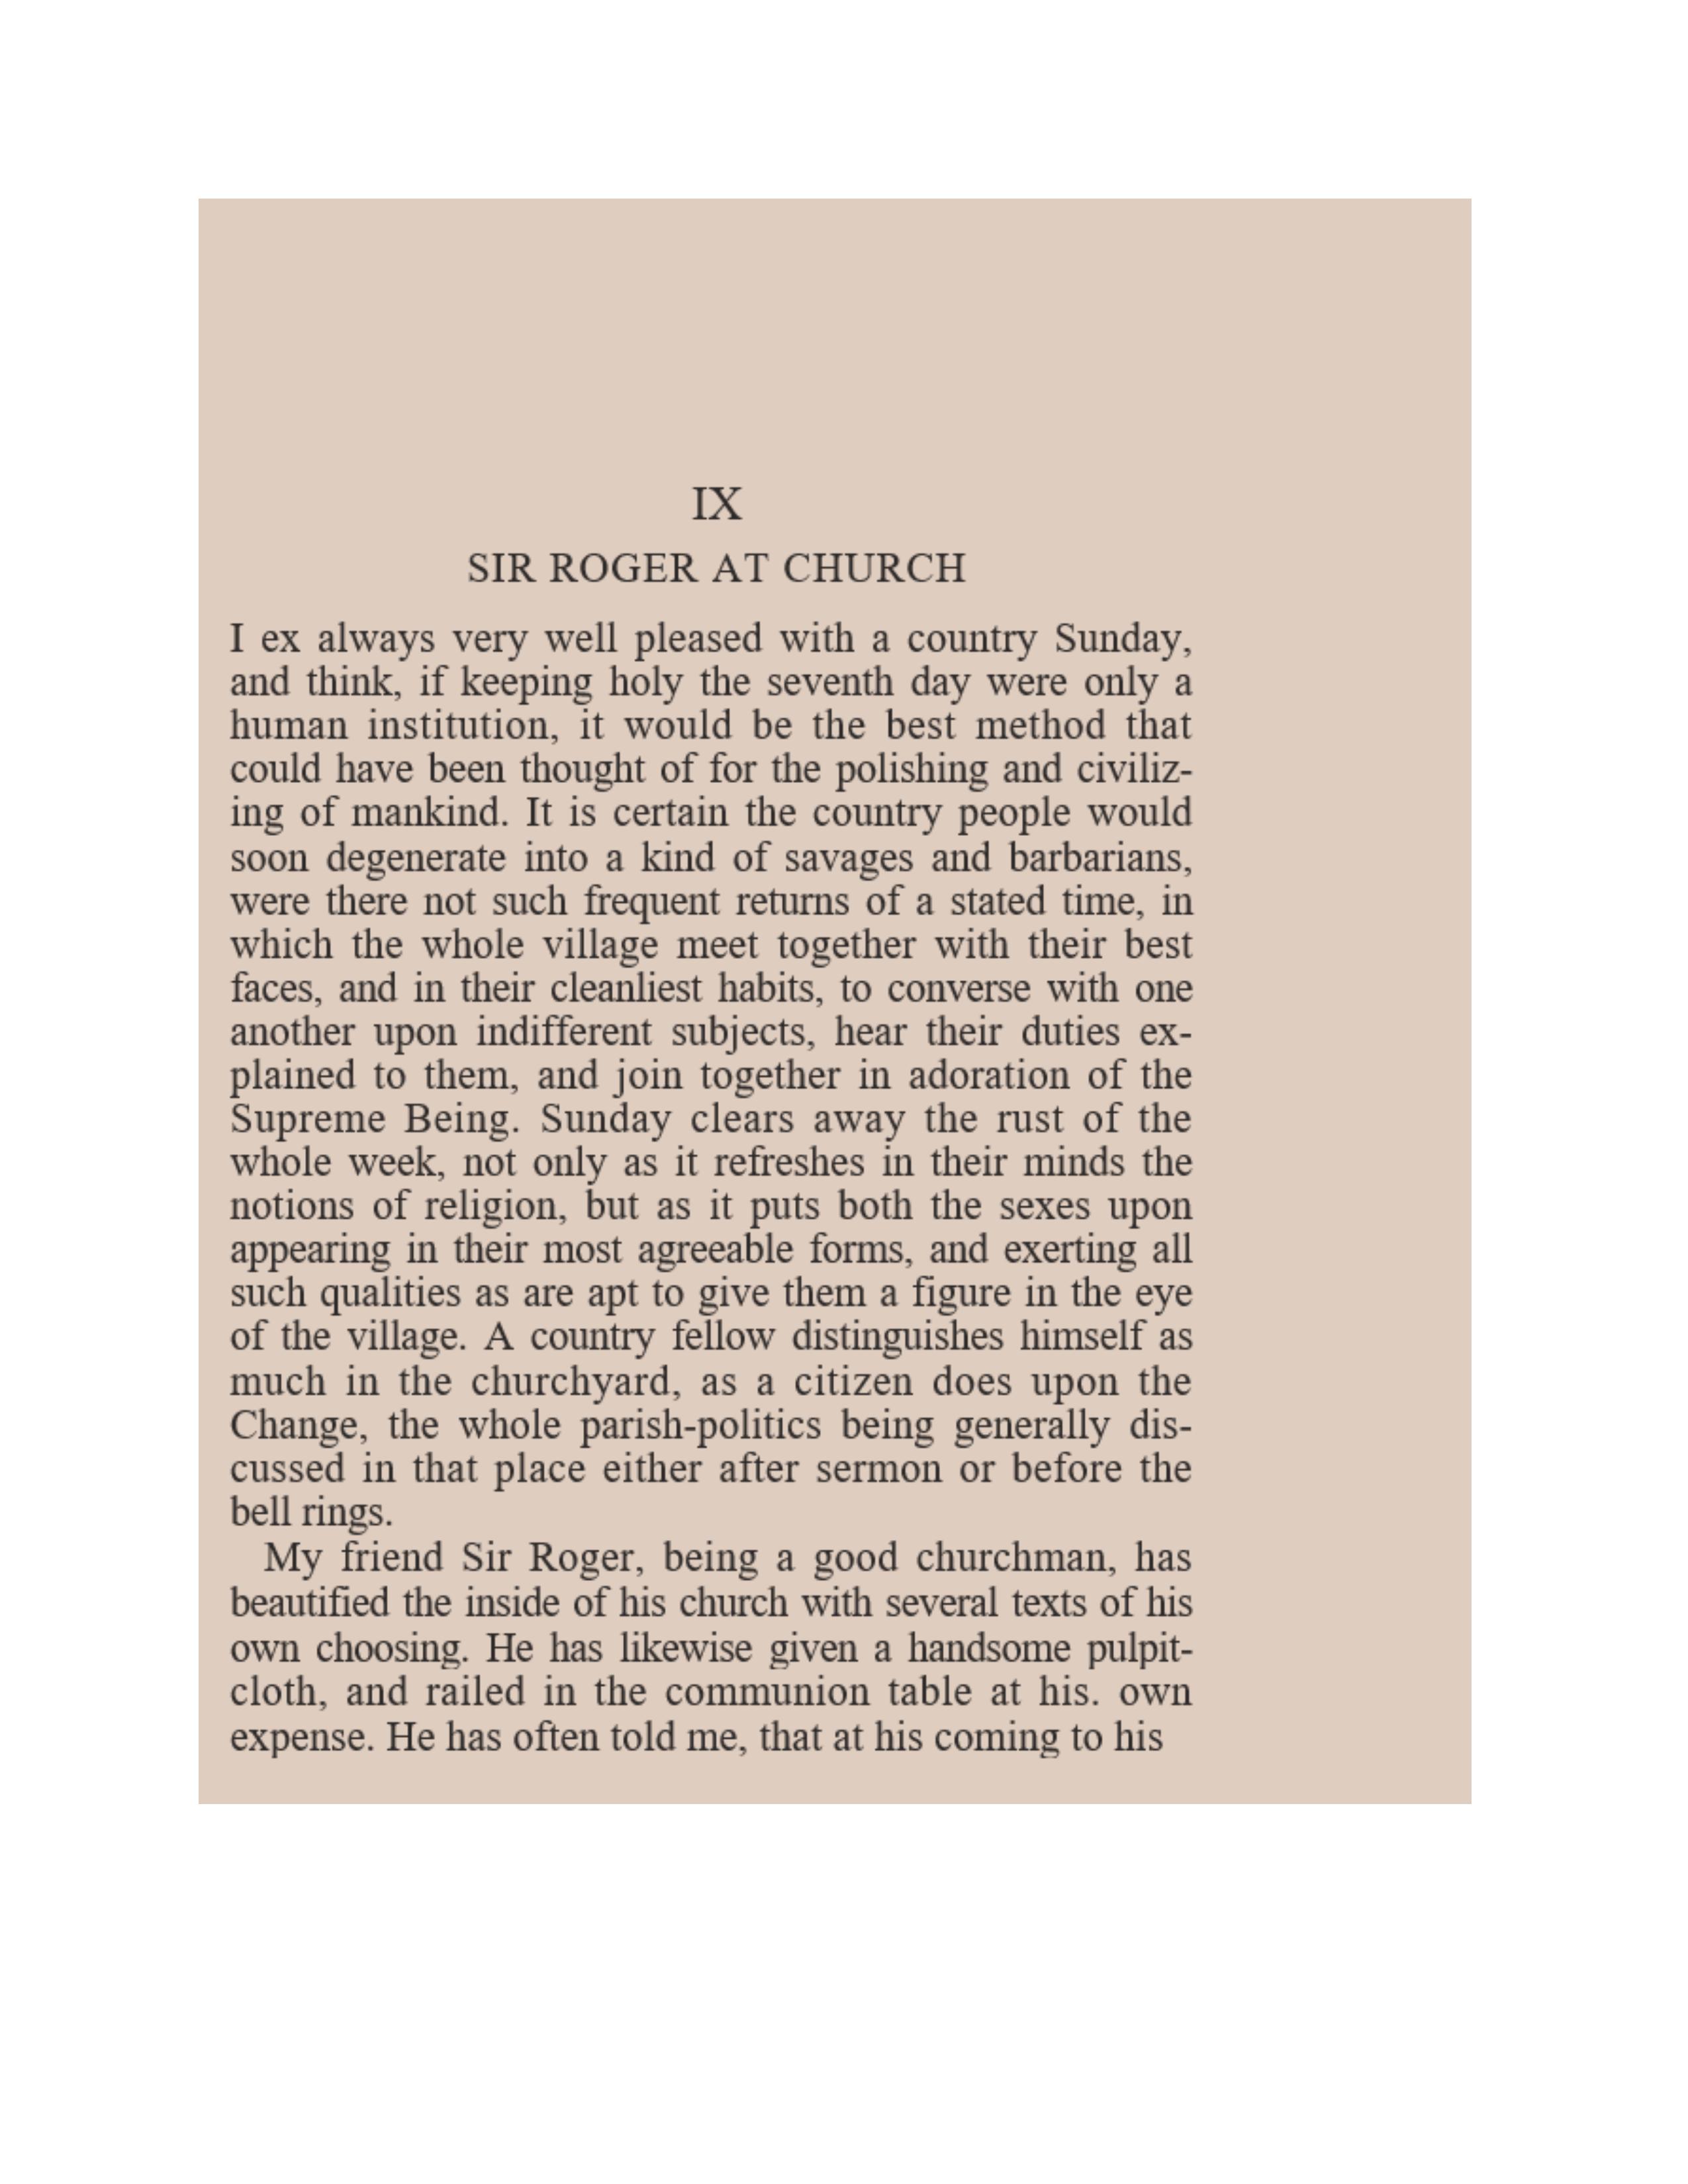 IX
SIR ROGER AT CHURCH
I ex always very well pleased with a country Sunday,
and think, if keeping holy the seventh day were only a
human institution, it would be the best method that
could have been thought of for the polishing and civiliz-
ing of mankind. It is certain the country people would
soon degenerate into a kind of savages and barbarians,
were there not such frequent returns of a stated time, in
which the whole village meet together with their best
faces, and in their cleanliest habits, to converse with one
another upon indifferent subjects, hear their duties ex-
plained to them, and join together in adoration of the
Supreme Being. Sunday clears away the rust of the
whole week, not only as it refreshes in their minds the
notions of religion, but as it puts both the sexes upon
appearing in their most agreeable forms, and exerting all
such qualities as are apt to give them a figure in the eye
of the village. A country fellow distinguishes himself as
much in the churchyard, as a citizen does upon the
Change, the whole parish-politics being generally dis-
cussed in that place either after sermon or before the
bell rings.
My friend Sir Roger, being a good churchman, has
beautified the inside of his church with several texts of his
own choosing. He has likewise given a handsome pulpit-
cloth, and railed in the communion table at his. own
expense. He has often told me, that at his coming to his